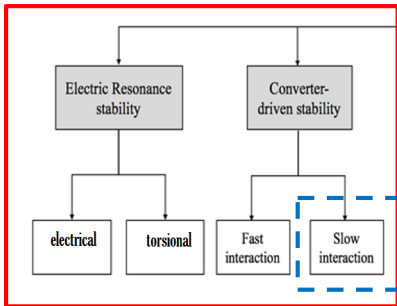 Electric Resonance
stability
Converter-
driven stability
electrical
torsional
Fast
interaction
Slow
interaction